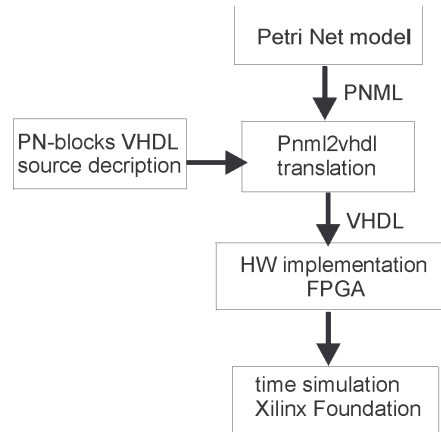 Petri Net model
PNML
PN-blocks VHDL
source decription
Pnml2vhdl
translation
VHDL
HW implementation
FPGA
time simulation
Xilinx Foundation